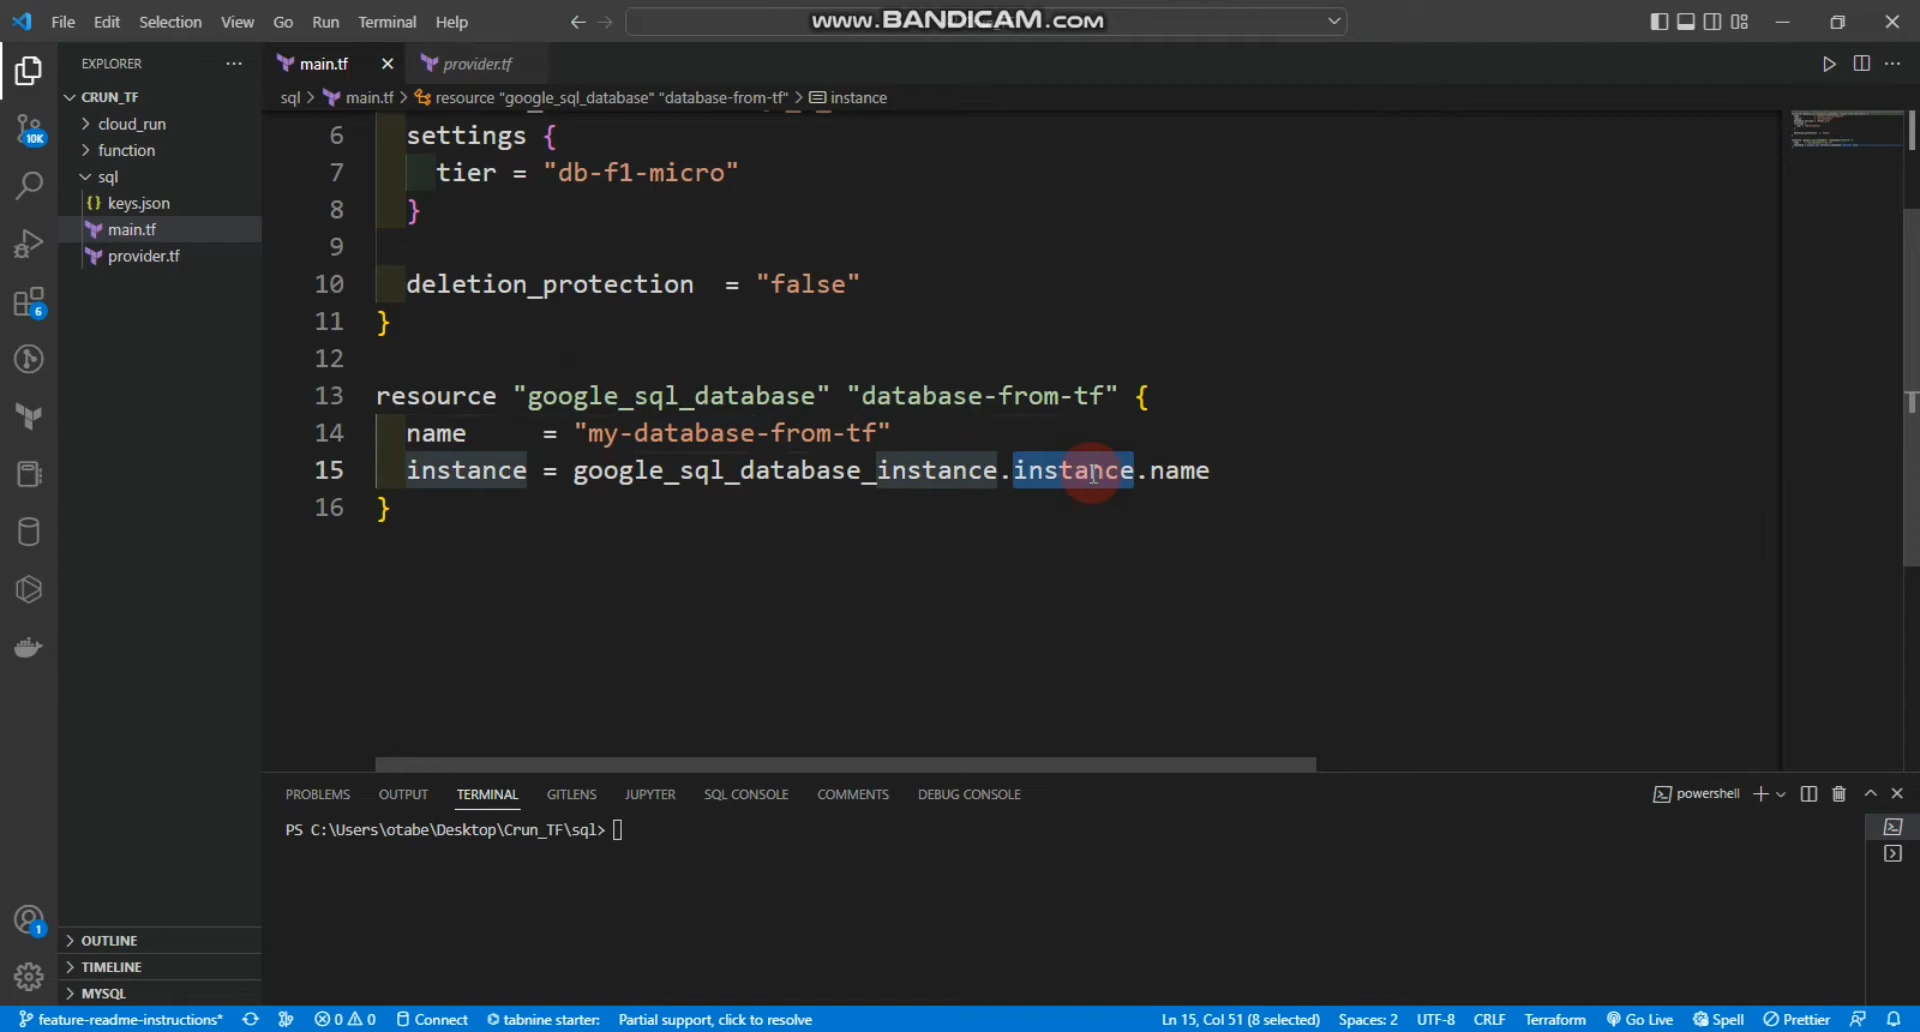 File Edit Selection View Go Run Terminal Help
www.BANDICAM.com
EXPLORER
CRUN_TF
cloud_run
function
sql
{} keys.json
main.tf
provider.tf
OUTLINE
TIMELINE
MYSQL
10K
6
1
main.tf
provider.tf
sql > main.tf > resource "google_sql_database" "database-from-tf" > instance
6 settings {
7 tier = "db-f1-micro"
8 }
9
10 deletion_protection = "false"
11 }
12
13 resource "google_sql_database" "database-from-tf" {
14 name = "my-database-from-tf"
15 instance = google_sql_database_instance.instance.name
16 }
PROBLEMS OUTPUT TERMINAL GITLENS JUPYTER SQL CONSOLE COMMENTS DEBUG CONSOLE
powershell
PS C:\Users\otabe\Desktop\Crun_TF\sql>
feature-readme-instructions* 0 0 Connect tabnine starter: Partial support, click to resolve Ln 15, Col 51 (8 selected) Spaces: 2 UTF-8 CRLF Terraform Go Live Spell Prettier